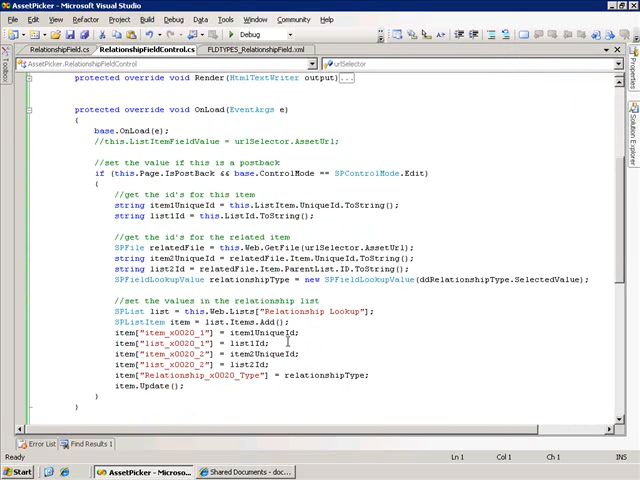 AssetPicker - Microsoft Visual Studio
File Edit View Refactor Project Build Debug Data Tools Window Community Help
Debug
RelationshipField.cs RelationshipFieldControl.cs FLDTYPES_RelationshipField.xml
AssetPicker.RelationshipFieldControl urlSelector
Toolbox
Properties
Solution Explorer
protected override void Render(HtmlTextWriter output)...
protected override void OnLoad(EventArgs e)
{
base.OnLoad(e);
//this.ListItemFieldValue = urlSelector.AssetUrl;
//set the value if this is a postback
if (this.Page.IsPostBack && base.ControlMode == SPControlMode.Edit)
{
//get the id's for this item
string item1UniqueId = this.ListItem.UniqueId.ToString();
string list1Id = this.ListId.ToString();
//get the id's for the related item
SPFile relatedFile = this.Web.GetFile(urlSelector.AssetUrl);
string item2UniqueId = relatedFile.Item.UniqueId.ToString();
string list2Id = relatedFile.Item.ParentList.ID.ToString();
SPFieldLookupValue relationshipType = new SPFieldLookupValue(ddRelationshipType.SelectedValue);
//set the values in the relationship list
SPList list = this.Web.Lists["Relationship Lookup"];
SPListItem item = list.Items.Add();
item["item_x0020_1"] = item1UniqueId;
item["list_x0020_1"] = list1Id;
item["item_x0020_2"] = item2UniqueId;
item["list_x0020_2"] = list2Id;
item["Relationship_x0020_Type"] = relationshipType;
item.Update();
}
}
Error List Find Results 1
Ready Ln 1 Col 1 Ch 1 INS
Start AssetPicker - Microso... Shared Documents - doc...